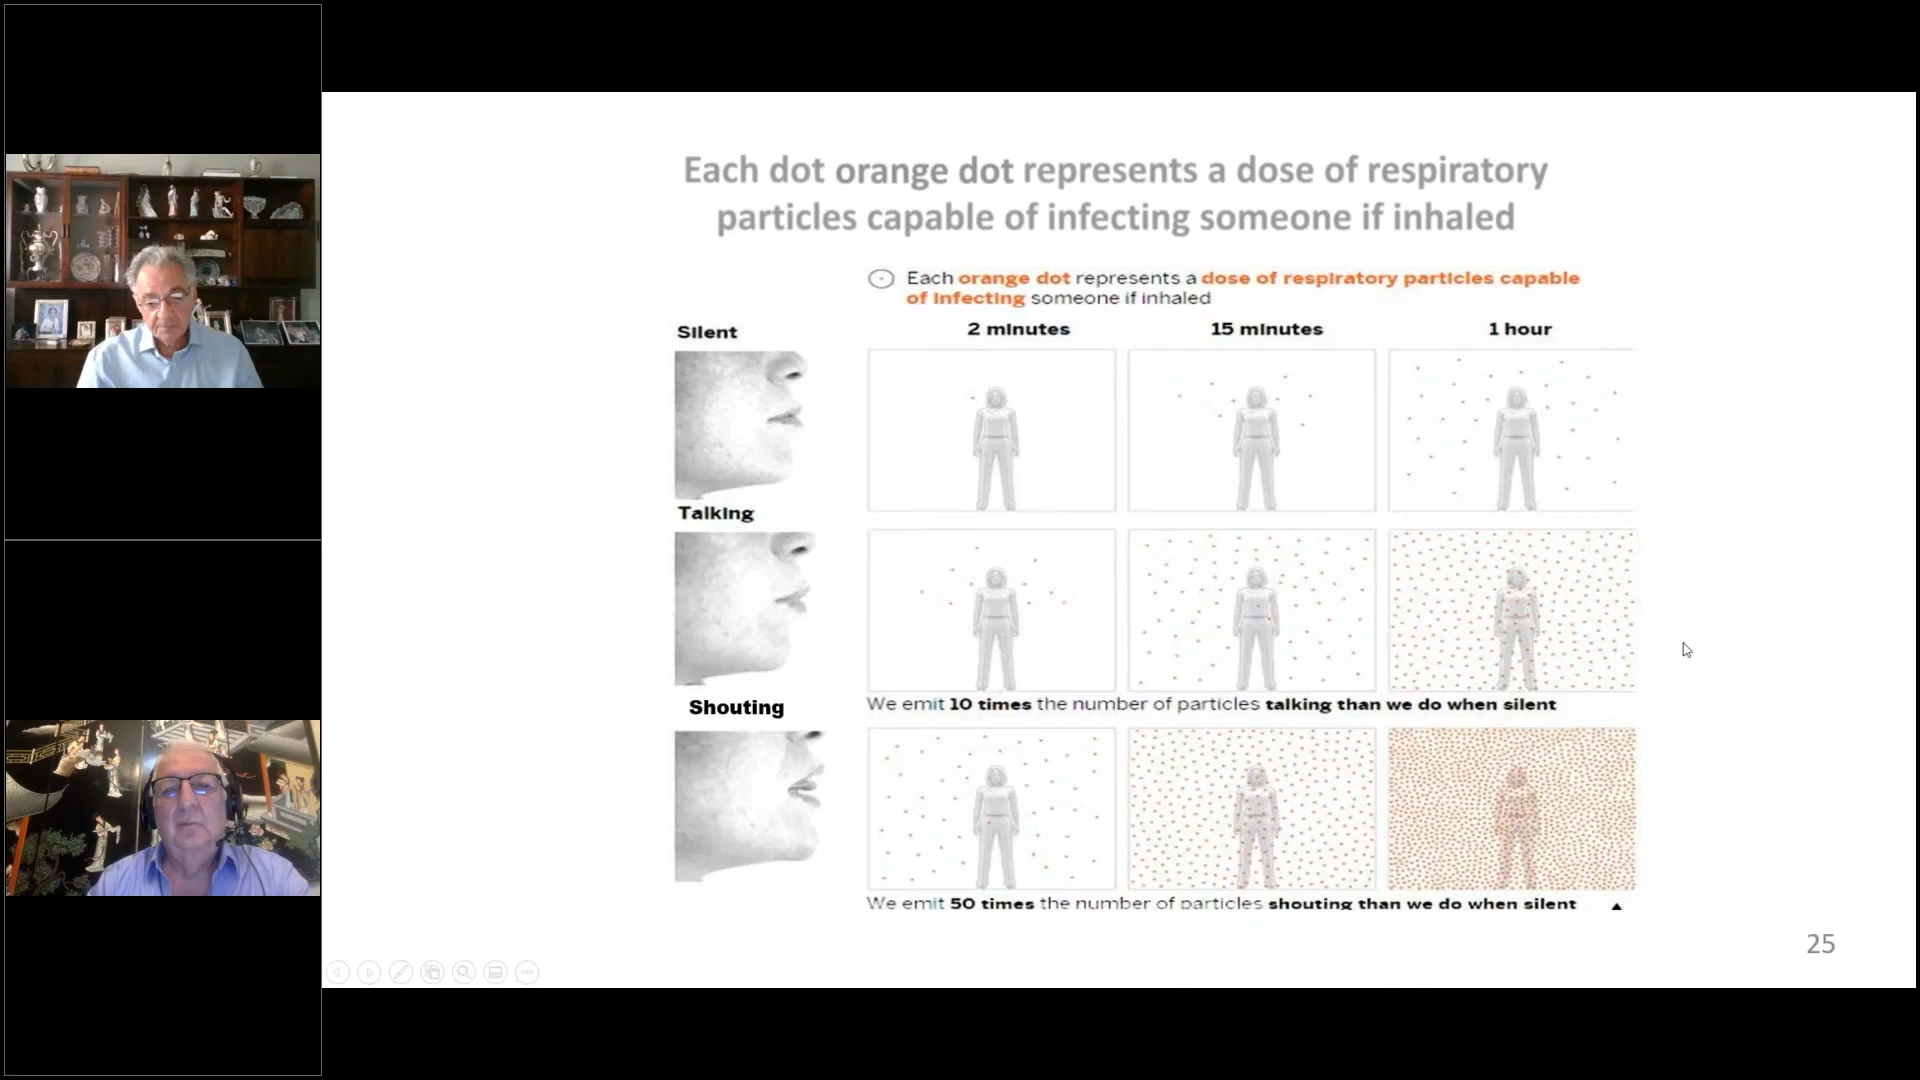 Each dot orange dot represents a dose of respiratory
particles capable of infecting someone if inhaled
Each orange dot represents a dose of respiratory particles capable
of infecting someone if inhaled
Silent
2 minutes
15 minutes
1 hour
Talking
We emit 10 times the number of particles talking than we do when silent
Shouting
We emit 50 times the number of particles shouting than we do when silent
25